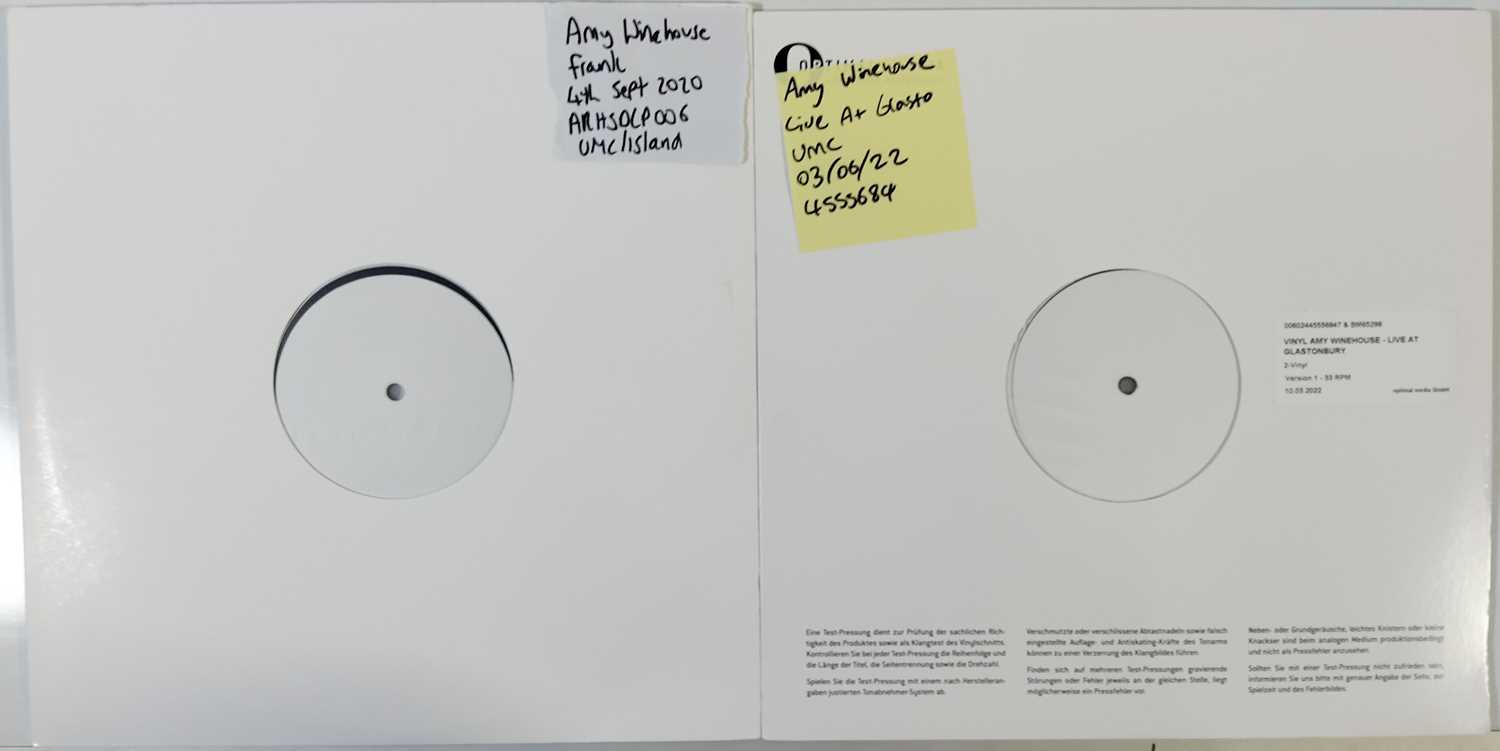 Amy Winehouse
frank
4th Sept 2020
ARHSDLP006
UMC/Island
Amy Winehouse
Live At Glasto
UMC
03/06/22
4555684
VINYL AMY WINEHOUSE - LIVE AT
GLASTONBURY
2-Vinyl
Version 1 - 33 RPM
10.03.2022
optimal media GmbH
Eine Test-Pressung dient zur Prüfung der sachlichen Rich-
tigkeit des Produktes sowie als Klangtest des Vinylschnitts.
Kontrollieren Sie bei jeder Test-Pressung die Reihenfolge und
die Länge der Titel, die Seitentrennung sowie die Drehzahl.
Spielen Sie die Test-Pressung mit einem nach Herstelleran-
gaben justierten Tonabnehmer-System ab.
Verschmutzte oder verschlissene Abtastnadeln sowie falsch
eingestellte Auflage- und Antiskating-Kräfte des Tonarms
können zu einer Verzerrung des Klangbildes führen.
Finden sich auf mehreren Test-Pressungen gravierende
Störungen oder Fehler jeweils an der gleichen Stelle, liegt
möglicherweise ein Pressfehler vor.
Neben- oder Grundgeräusche, leichtes Knistern oder kleine
Knackser sind beim analogen Medium produktionsbedingt
und nicht als Pressfehler anzusehen.
Sollten Sie mit einer Test-Pressung nicht zufrieden sein,
informieren Sie uns bitte mit genauer Angabe der Seite, der
Spielzeit und des Fehlerbildes.